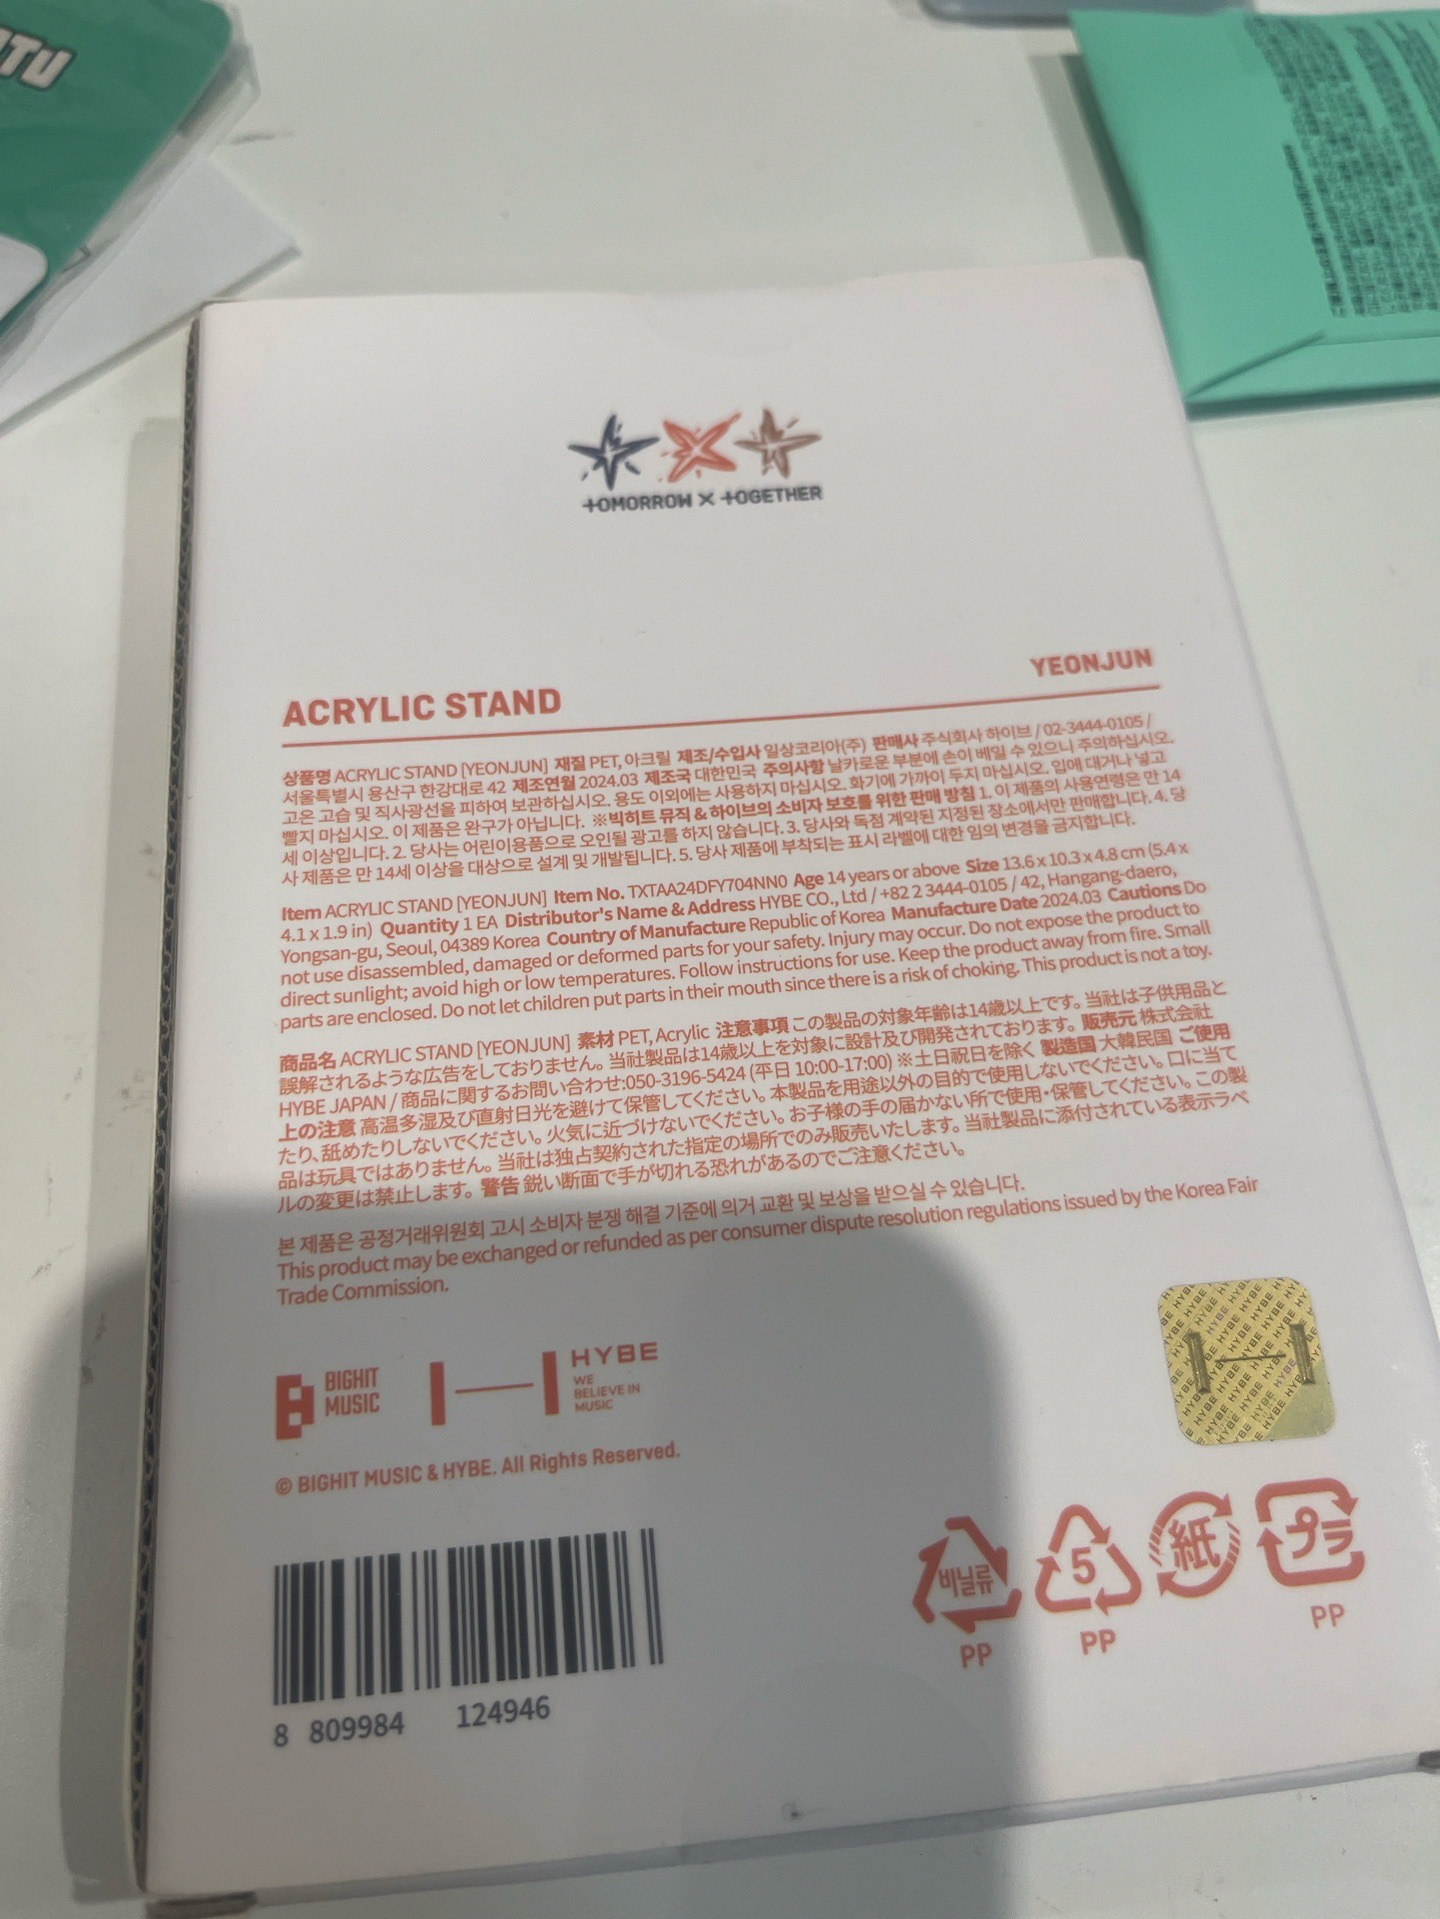 TU
TOMORROW X TOGETHER
ACRYLIC STAND
YEONJUN
상품명 ACRYLIC STAND [YEONJUN] 재질 PET, 아크릴 제조/수입사 일상코리아(주) 판매사 주식회사 하이브 / 02-3444-0105 /
서울특별시 용산구 한강대로 42 제조연월 2024.03 제조국 대한민국 주의사항 날카로운 부분에 손이 베일 수 있으니 주의하십시오.
고온 고습 및 직사광선을 피하여 보관하십시오. 용도 이외에는 사용하지 마십시오. 화기에 가까이 두지 마십시오. 입에 대거나 넣고
빨지 마십시오. 이 제품은 완구가 아닙니다. ※빅히트 뮤직 & 하이브의 소비자 보호를 위한 판매 방침 1. 이 제품의 사용연령은 만 14
세 이상입니다. 2. 당사는 어린이용품으로 오인될 광고를 하지 않습니다. 3. 당사와 독점 계약된 지정된 장소에서만 판매합니다. 4. 당
사 제품은 만 14세 이상을 대상으로 설계 및 개발됩니다. 5. 당사 제품에 부착되는 표시 라벨에 대한 임의 변경을 금지합니다.
Item ACRYLIC STAND [YEONJUN] Item No. TXTAA24DFY704NN0 Age 14 years or above Size 13.6 x 10.3 x 4.8 cm (5.4 x
4.1 x 1.9 in) Quantity 1 EA Distributor's Name & Address HYBE CO., Ltd / +82 2 3444-0105 / 42, Hangang-daero,
Yongsan-gu, Seoul, 04389 Korea Country of Manufacture Republic of Korea Manufacture Date 2024.03 Cautions Do
not use disassembled, damaged or deformed parts for your safety. Injury may occur. Do not expose the product to
direct sunlight; avoid high or low temperatures. Follow instructions for use. Keep the product away from fire. Small
parts are enclosed. Do not let children put parts in their mouth since there is a risk of choking. This product is not a toy.
商品名 ACRYLIC STAND [YEONJUN] 素材 PET, Acrylic 注意事項 この製品の対象年齢は14歳以上です。当社は子供用品と
誤解されるような広告をしておりません。当社製品は14歳以上を対象に設計及び開発されております。販売元 株式会社
HYBE JAPAN / 商品に関するお問い合わせ:050-3196-5424 (平日 10:00-17:00) ※土日祝日を除く 製造国 大韓民国 ご使用
上の注意 高温多湿及び直射日光を避けて保管してください。本製品を用途以外の目的で使用しないでください。口に当て
たり、舐めたりしないでください。火気に近づけないでください。お子様の手の届かない所で使用・保管してください。この製
品は玩具ではありません。当社は独占契約された指定の場所でのみ販売いたします。当社製品に添付されている表示ラベ
ルの変更は禁止します。警告 鋭い断面で手が切れる恐れがあるのでご注意ください。
본 제품은 공정거래위원회 고시 소비자 분쟁 해결 기준에 의거 교환 및 보상을 받으실 수 있습니다.
This product may be exchanged or refunded as per consumer dispute resolution regulations issued by the Korea Fair
Trade Commission.
BIGHIT
MUSIC
HYBE
WE
BELIEVE IN
MUSIC
© BIGHIT MUSIC & HYBE. All Rights Reserved.
8 809984 124946
비닐류
PP
5
PP
紙
プラ
PP
HYBE